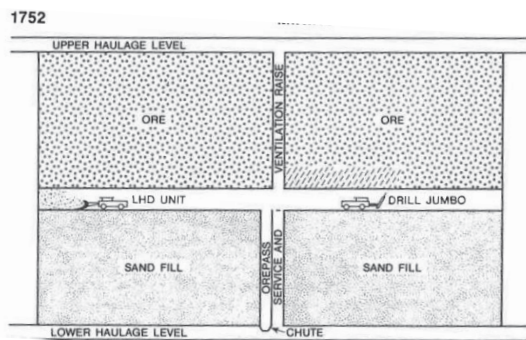 1752
UPPER HAULAGE LEVEL
ORE
VENTILATION RAISE
ORE
LHD UNIT
DRILL JUMBO
SAND FILL
OREPASS
SERVICE AND
SAND FILL
LOWER HAULAGE LEVEL
CHUTE